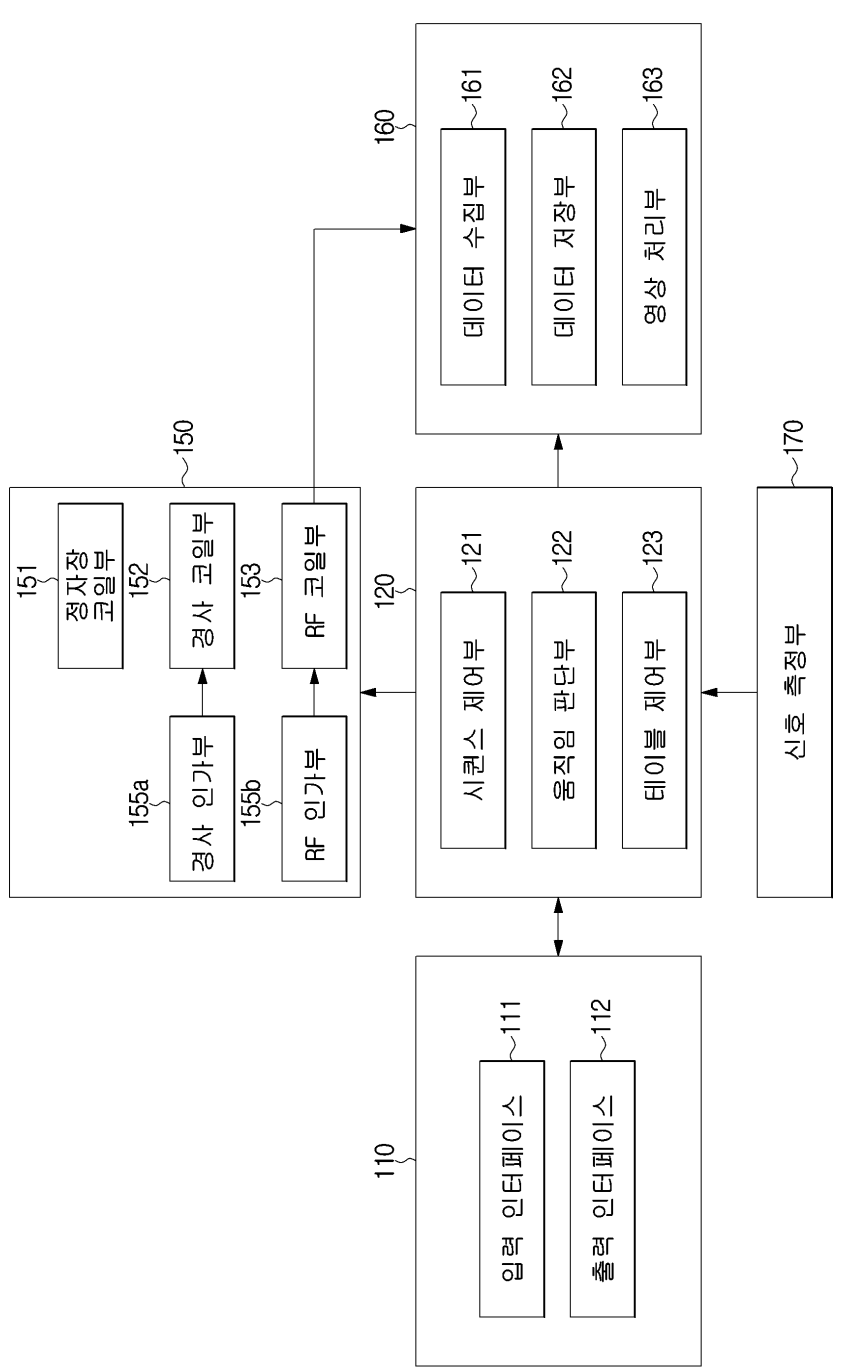 150
151
정자장
코일부
155a
경사 인가부
152
경사 코일부
155b
RF 인가부
153
RF 코일부
110
입력 인터페이스
111
출력 인터페이스
112
120
시퀀스 제어부
121
움직임 판단부
122
테이블 제어부
123
160
데이터 수집부
161
데이터 저장부
162
영상 처리부
163
신호 측정부
170